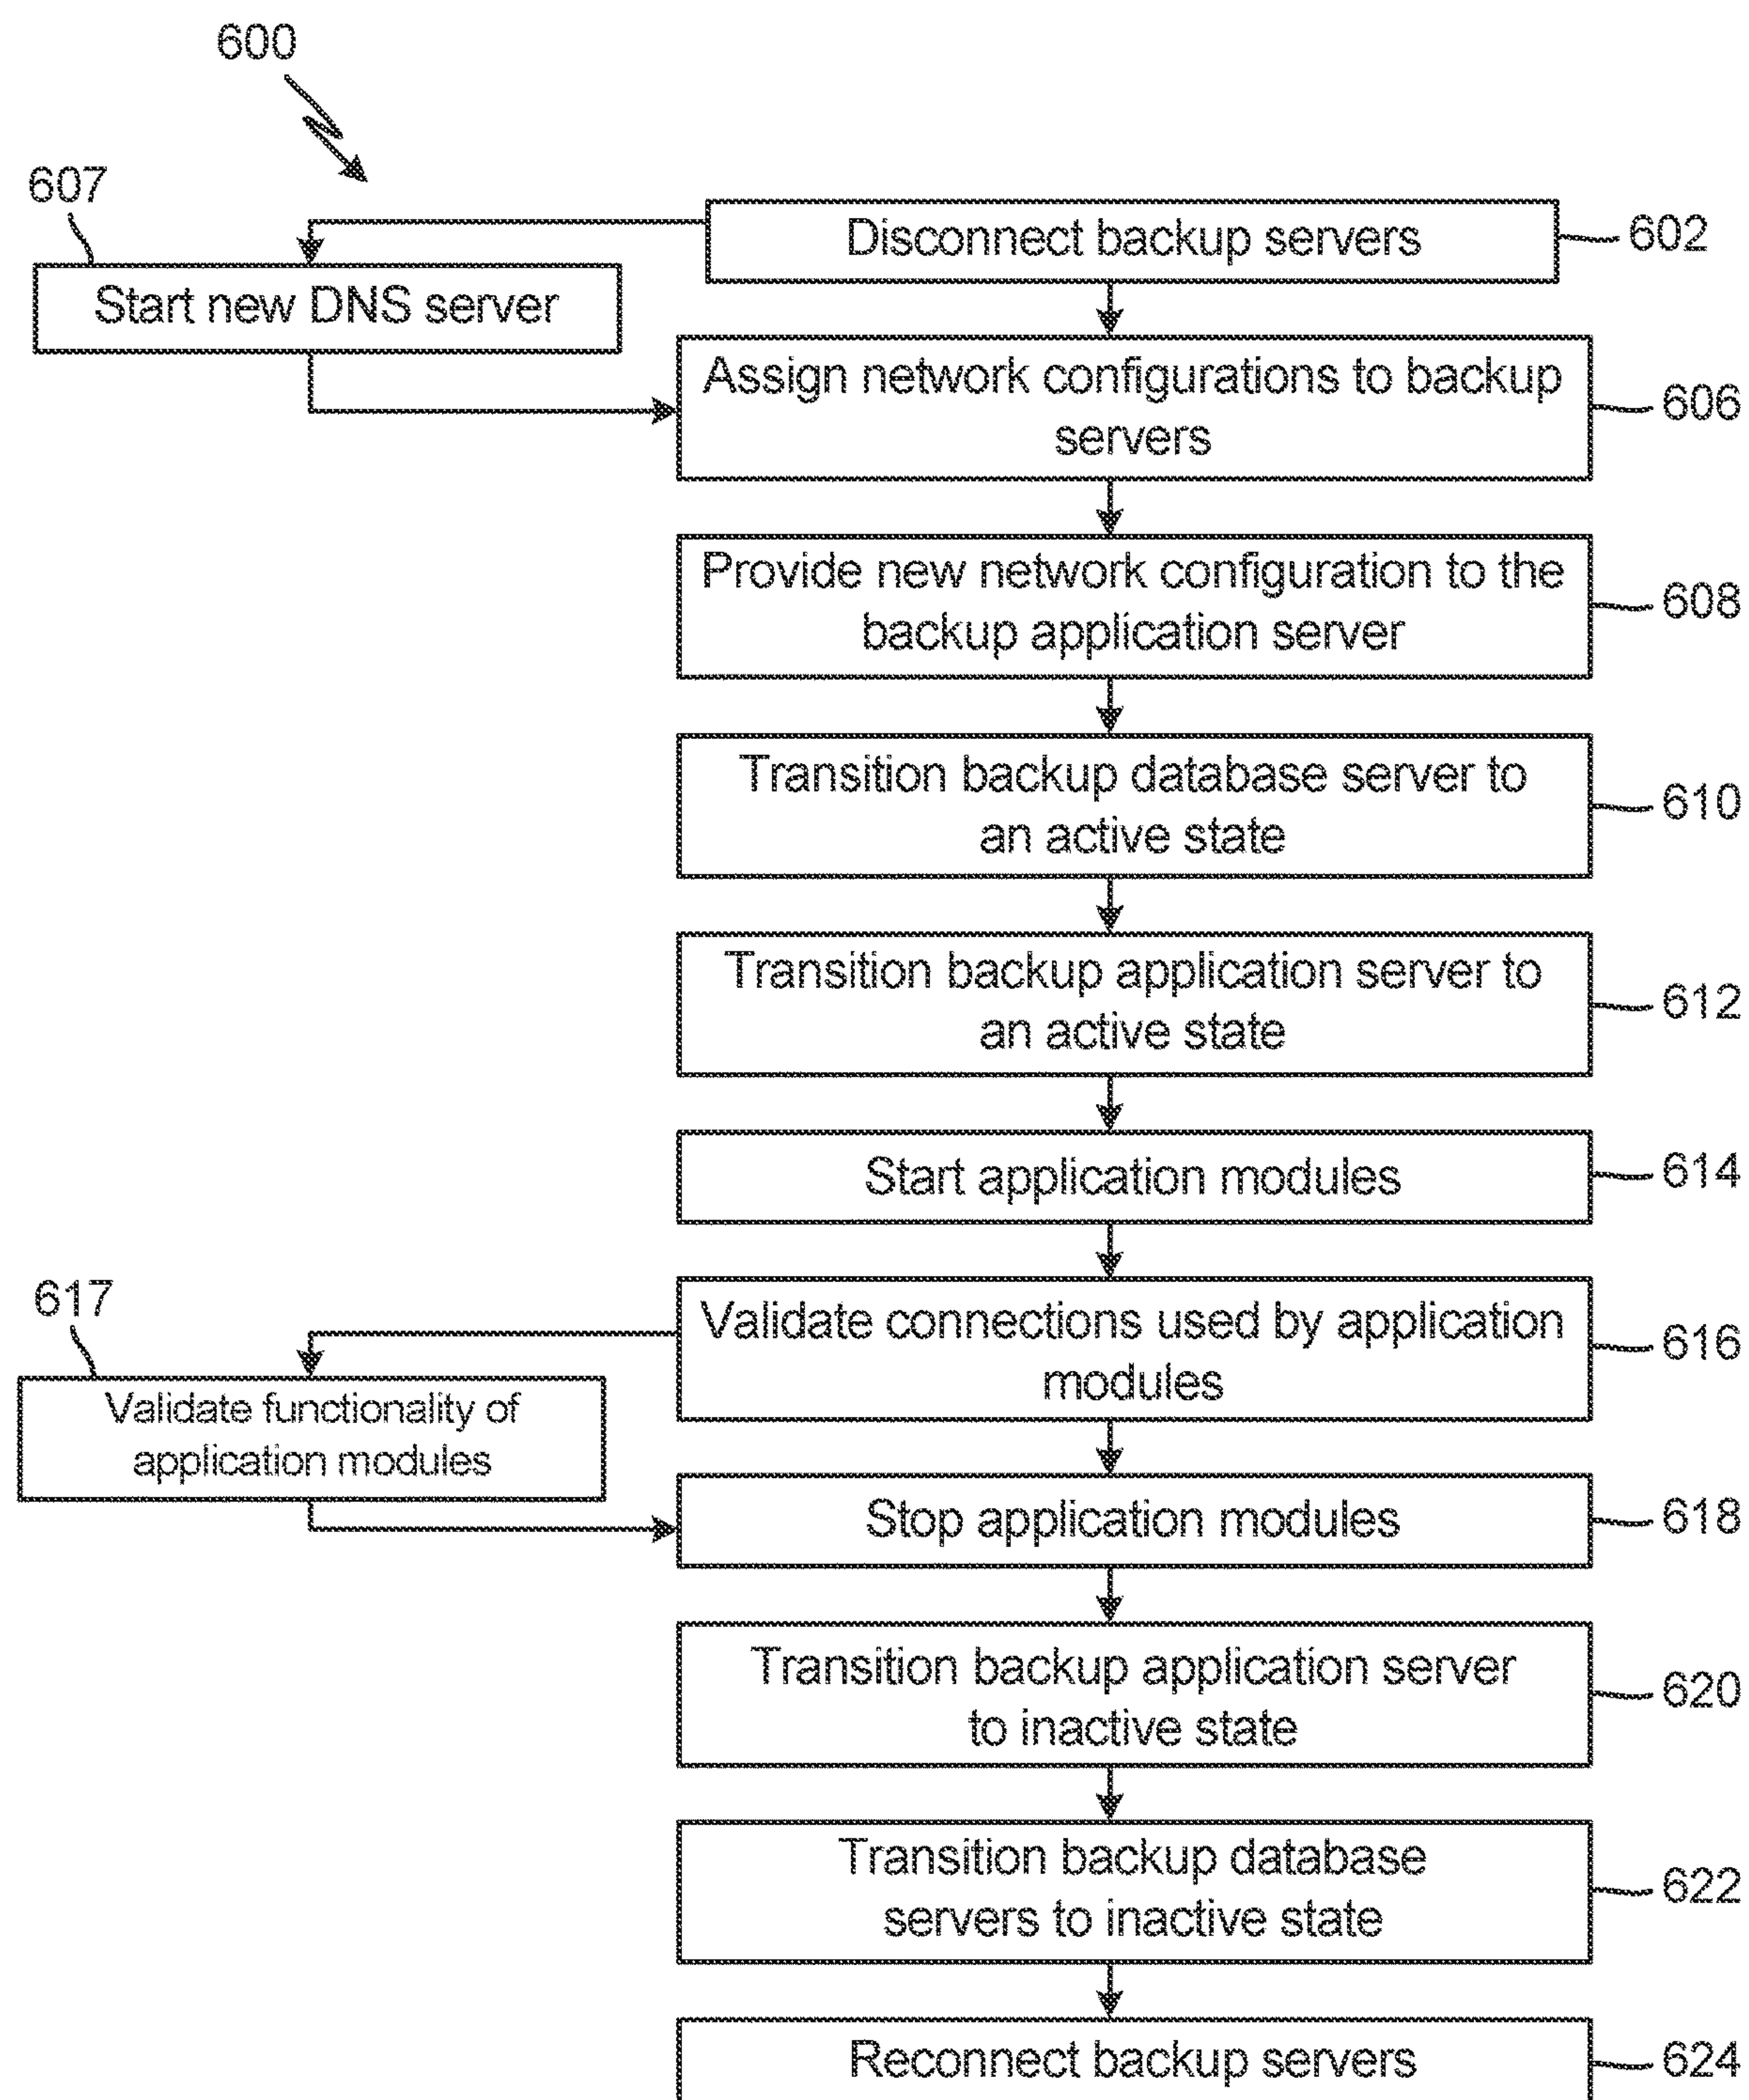 600
607
Disconnect backup servers
602
Start new DNS server
Assign network configurations to backup
servers
606
Provide new network configuration to the
backup application server
608
Transition backup database server to
an active state
610
Transition backup application server to
an active state
612
Start application modules
614
617
Validate connections used by application
modules
616
Validate functionality of
application modules
Stop application modules
618
Transition backup application server
to inactive state
620
Transition backup database
servers to inactive state
622
Reconnect backup servers
624